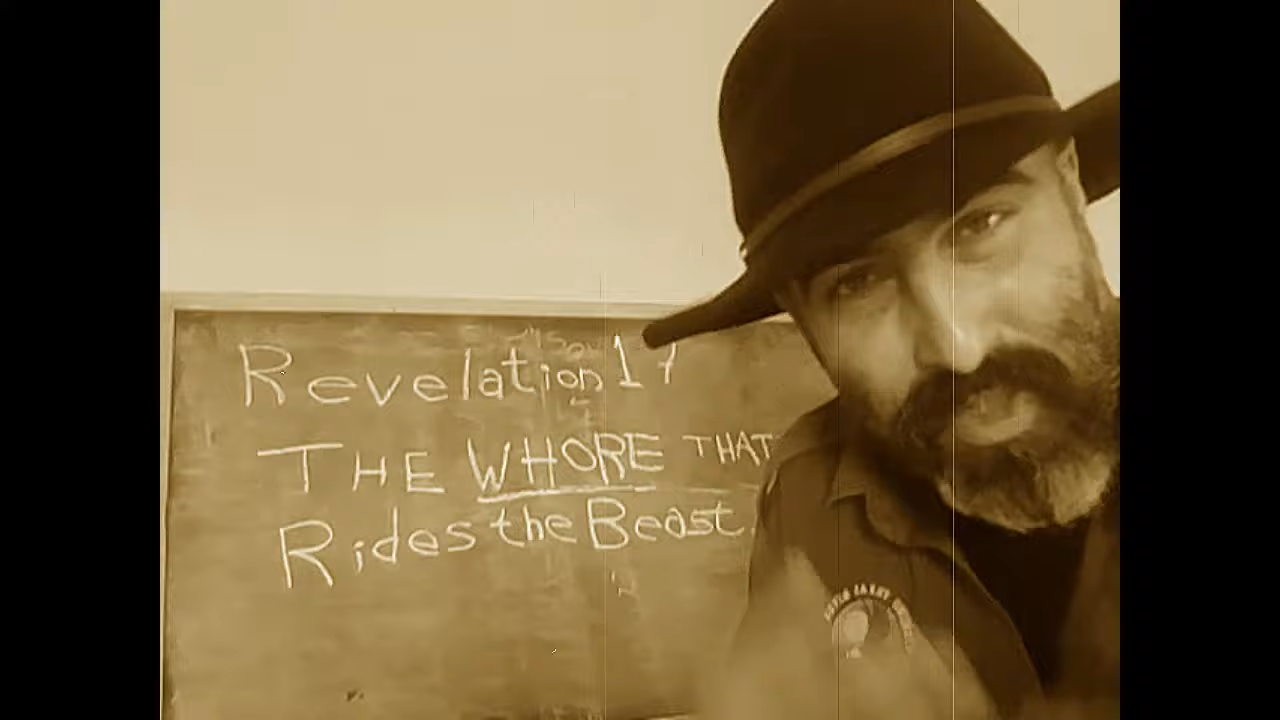 Revelation 17
THE WHORE THAT
Rides the Beast.